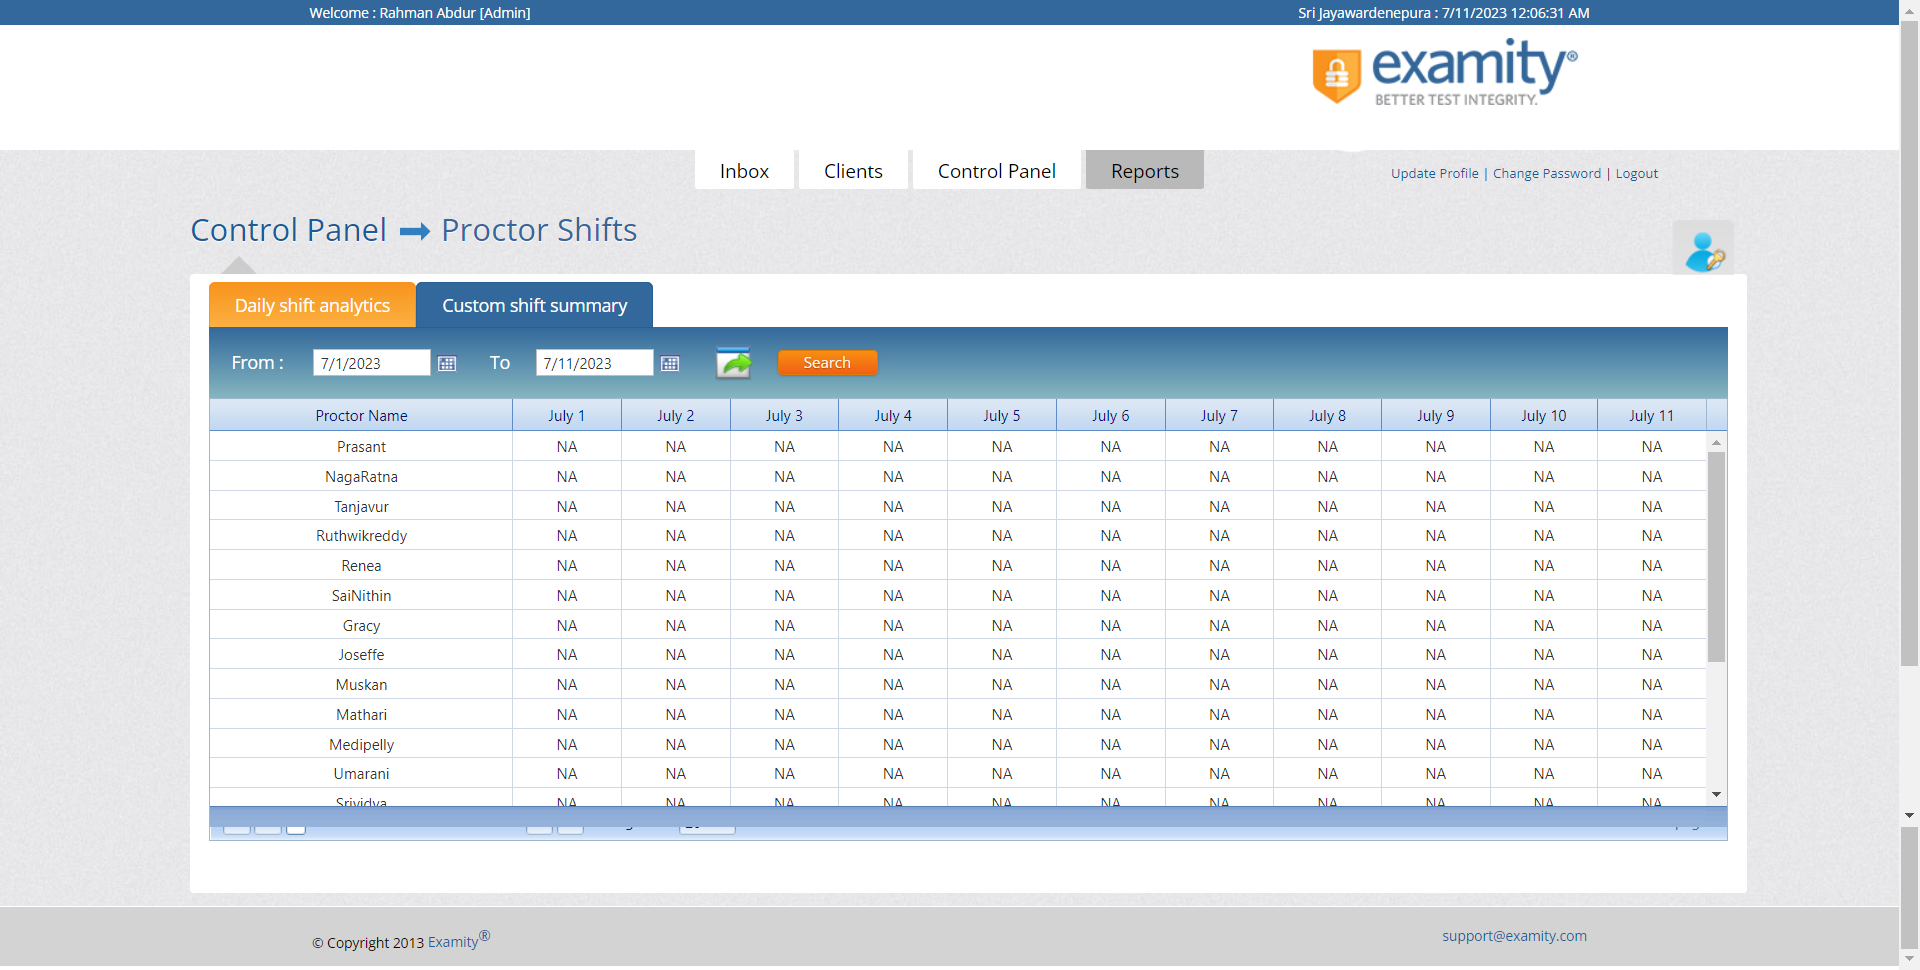 Welcome : Rahman Abdur [Admin]
Sri Jayawardenepura : 7/11/2023 12:06:31 AM
examity®
BETTER TEST INTEGRITY.
Inbox
Clients
Control Panel
Reports
Update Profile | Change Password | Logout
Control Panel Proctor Shifts
Daily shift analytics
Custom shift summary
From : 7/1/2023 To 7/11/2023 Search
Proctor Name July 1 July 2 July 3 July 4 July 5 July 6 July 7 July 8 July 9 July 10 July 11
Prasant NA NA NA NA NA NA NA NA NA NA NA
NagaRatna NA NA NA NA NA NA NA NA NA NA NA
Tanjavur NA NA NA NA NA NA NA NA NA NA NA
Ruthwikreddy NA NA NA NA NA NA NA NA NA NA NA
Renea NA NA NA NA NA NA NA NA NA NA NA
SaiNithin NA NA NA NA NA NA NA NA NA NA NA
Gracy NA NA NA NA NA NA NA NA NA NA NA
Joseffe NA NA NA NA NA NA NA NA NA NA NA
Muskan NA NA NA NA NA NA NA NA NA NA NA
Mathari NA NA NA NA NA NA NA NA NA NA NA
Medipelly NA NA NA NA NA NA NA NA NA NA NA
Umarani NA NA NA NA NA NA NA NA NA NA NA
Srividya NA NA NA NA NA NA NA NA NA NA NA
© Copyright 2013 Examity®
support@examity.com